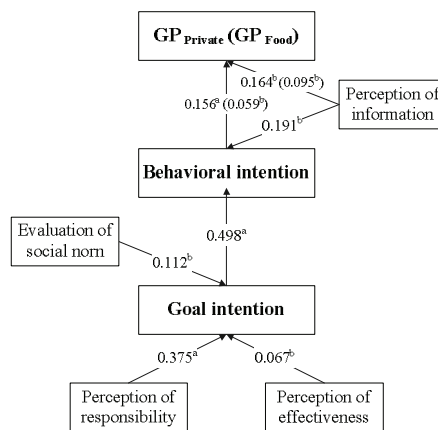 GP Private (GP Food)
0.164b (0.095b)
0.156a (0.059b)
Perception of
information
0.191b
Behavioral intention
Evaluation of
social norn
0.498a
0.112b
Goal intention
0.375a
0.067b
Perception of
responsibility
Perception of
effectiveness